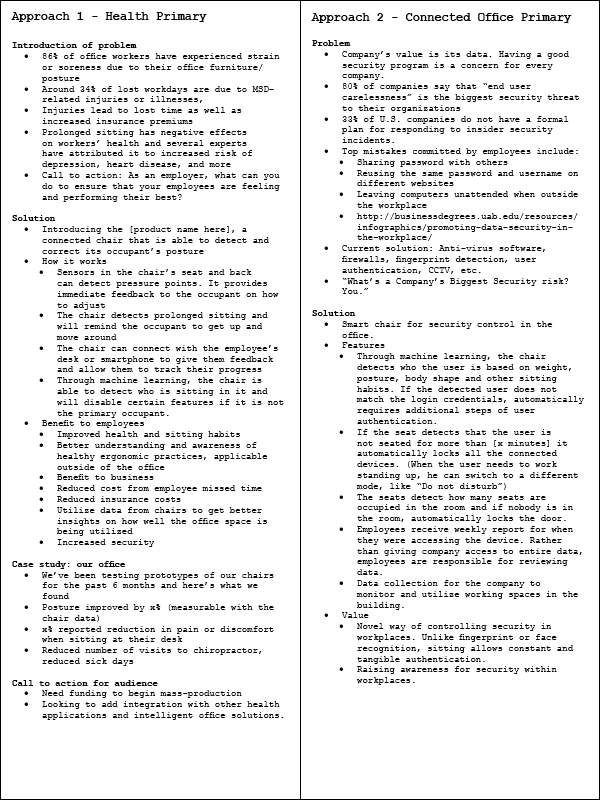 Approach 1 - Health Primary
Introduction of problem
• 86% of office workers have experienced strain
or soreness due to their office furniture/
posture
• Around 34% of lost workdays are due to MSD-
related injuries or illnesses,
• Injuries lead to lost time as well as
increased insurance premiums
• Prolonged sitting has negative effects
on workers' health and several experts
have attributed it to increased risk of
depression, heart disease, and more
• Call to action: As an employer, what can you
do to ensure that your employees are feeling
and performing their best?
Solution
• Introducing the [product name here], a
connected chair that is able to detect and
correct its occupant's posture
• How it works
• Sensors in the chair's seat and back
can detect pressure points. It provides
immediate feedback to the occupant on how
to adjust
• The chair detects prolonged sitting and
will remind the occupant to get up and
move around
• The chair can connect with the employee's
desk or smartphone to give them feedback
and allow them to track their progress
• Through machine learning, the chair is
able to detect who is sitting in it and
will disable certain features if it is not
the primary occupant.
• Benefit to employees
• Improved health and sitting habits
• Better understanding and awareness of
healthy ergonomic practices, applicable
outside of the office
• Benefit to business
• Reduced cost from employee missed time
• Reduced insurance costs
• Utilize data from chairs to get better
insights on how well the office space is
being utilized
• Increased security
Case study: our office
• We've been testing prototypes of our chairs
for the past 6 months and here's what we
found
• Posture improved by x% (measurable with the
chair data)
• x% reported reduction in pain or discomfort
when sitting at their desk
• Reduced number of visits to chiropractor,
reduced sick days
Call to action for audience
• Need funding to begin mass-production
• Looking to add integration with other health
applications and intelligent office solutions.
Approach 2 - Connected Office Primary
Problem
• Company's value is its data. Having a good
security program is a concern for every
company.
• 80% of companies say that "end user
carelessness" is the biggest security threat
to their organizations
• 33% of U.S. companies do not have a formal
plan for responding to insider security
incidents.
• Top mistakes committed by employees include:
• Sharing password with others
• Reusing the same password and username on
different websites
• Leaving computers unattended when outside
the workplace
• http://businessdegrees.uab.edu/resources/
infographics/promoting-data-security-in-
the-workplace/
• Current solution: Anti-virus software,
firewalls, fingerprint detection, user
authentication, CCTV, etc.
• "What's a Company's Biggest Security risk?
You."
Solution
• Smart chair for security control in the
office.
• Features
• Through machine learning, the chair
detects who the user is based on weight,
posture, body shape and other sitting
habits. If the detected user does not
match the login credentials, automatically
requires additional steps of user
authentication.
• If the seat detects that the user is
not seated for more than [x minutes] it
automatically locks all the connected
devices. (When the user needs to work
standing up, he can switch to a different
mode, like "Do not disturb")
• The seats detect how many seats are
occupied in the room and if nobody is in
the room, automatically locks the door.
• Employees receive weekly report for when
they were accessing the device. Rather
than giving company access to entire data,
employees are responsible for reviewing
data.
• Data collection for the company to
monitor and utilize working spaces in the
building.
• Value
• Novel way of controlling security in
workplaces. Unlike fingerprint or face
recognition, sitting allows constant and
tangible authentication.
• Raising awareness for security within
workplaces.